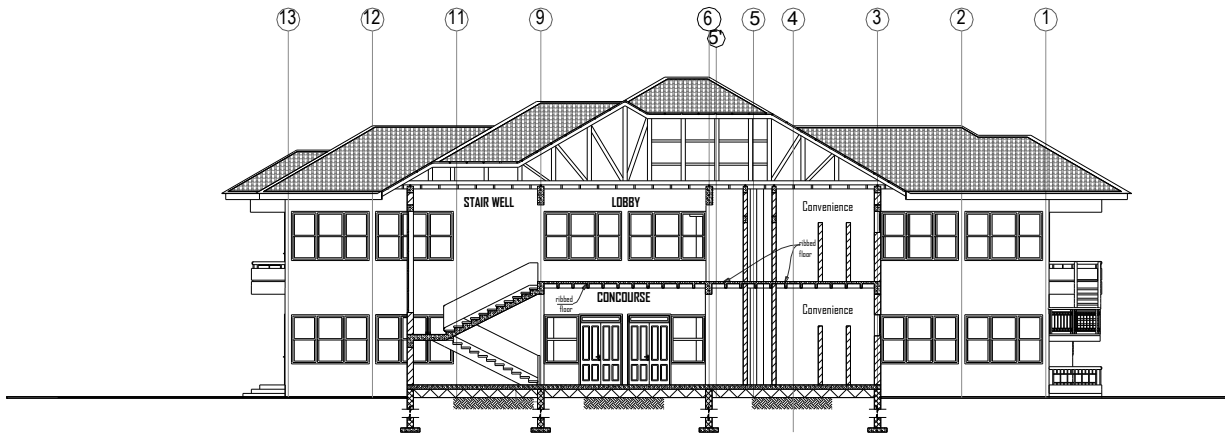 13 12 11 9 6 5 4 3 2 1
5'
STAIR WELL LOBBY Convenience
ribbed
floor
CONCOURSE
ribbed
floor
Convenience